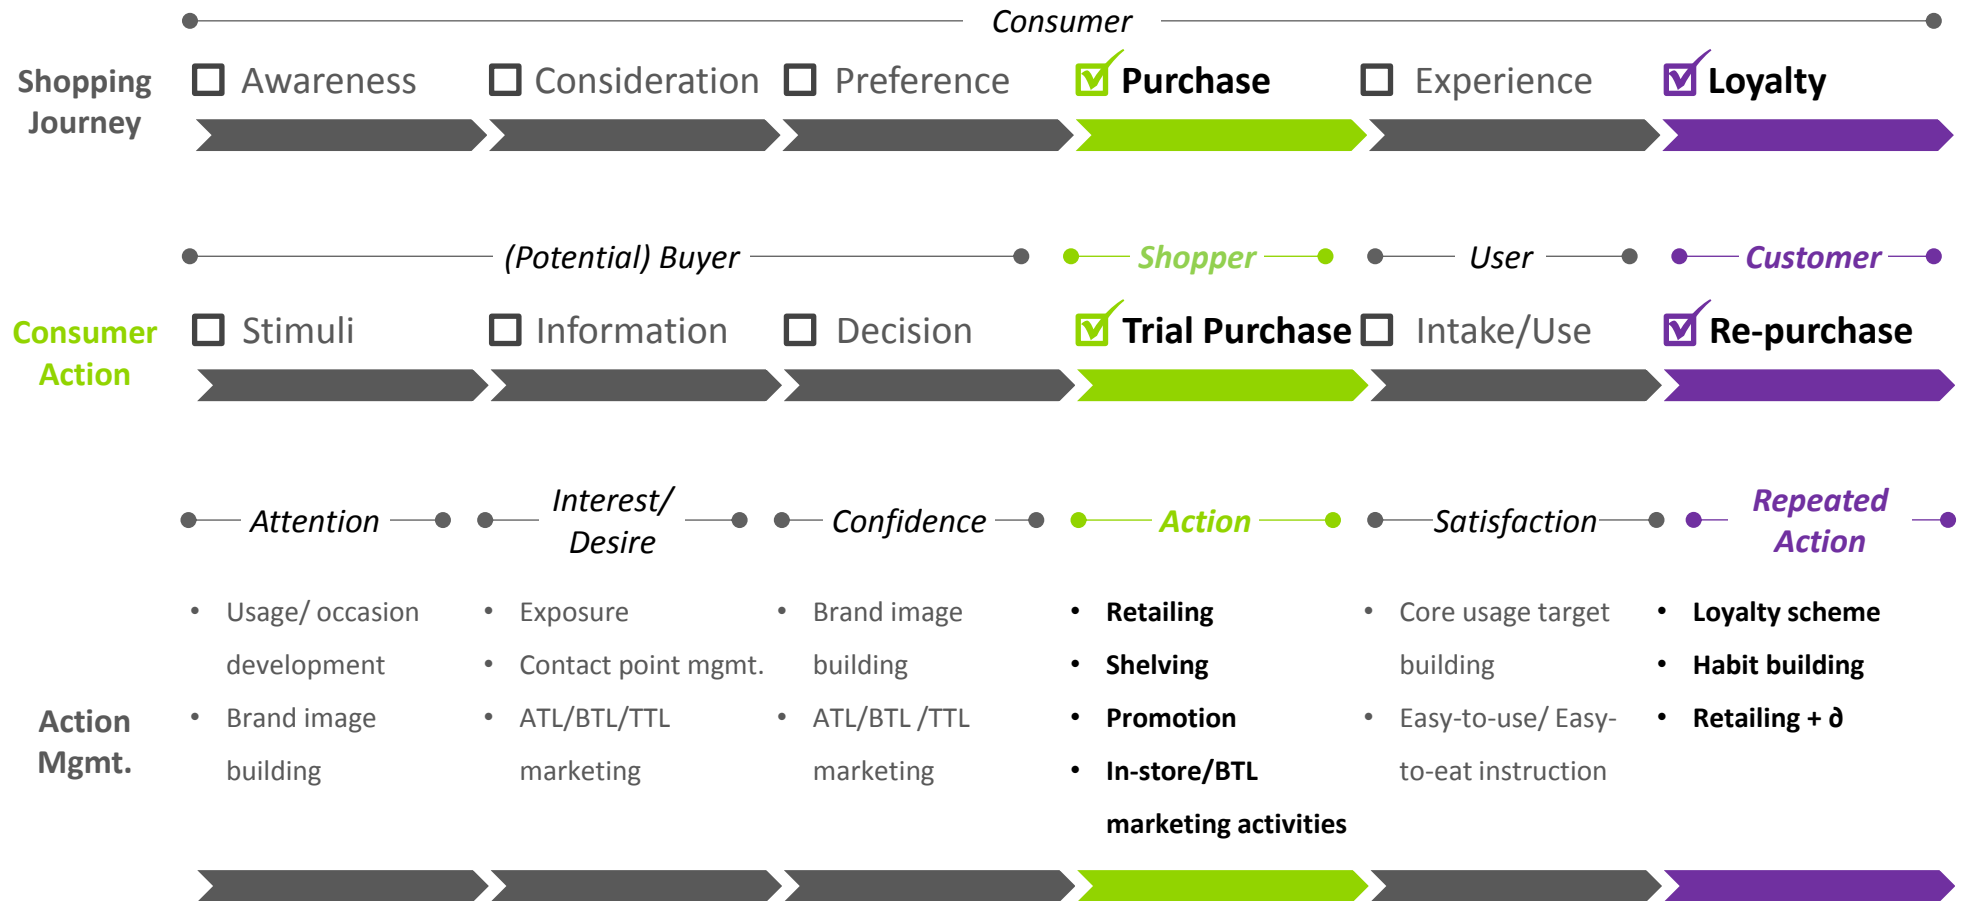 Consumer
Shopping
Journey
Awareness
Consideration
Preference
Purchase
Experience
Loyalty
(Potential) Buyer
Shopper
User
Customer
Consumer
Action
Stimuli
Information
Decision
Trial Purchase
Intake/Use
Re-purchase
Attention
Interest/
Desire
Confidence
Action
Satisfaction
Repeated
Action
Action
Mgmt.
• Usage/ occasion
development
• Brand image
building
• Exposure
• Contact point mgmt.
• ATL/BTL/TTL
marketing
• Brand image
building
• ATL/BTL /TTL
marketing
• Retailing
• Shelving
• Promotion
• In-store/BTL
marketing activities
• Core usage target
building
• Easy-to-use/ Easy-
to-eat instruction
• Loyalty scheme
• Habit building
• Retailing + ∂